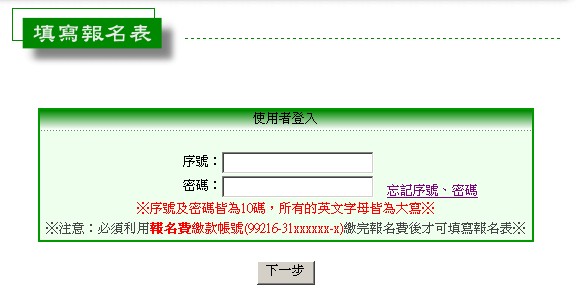 填寫報名表
使用者登入
序號：
密碼： 忘記序號、密碼
※序號及密碼皆為10碼，所有的英文字母皆為大寫※
※注意：必須利用報名費繳款帳號(99216-31xxxxxx-x)繳完報名費後才可填寫報名表※
下一步